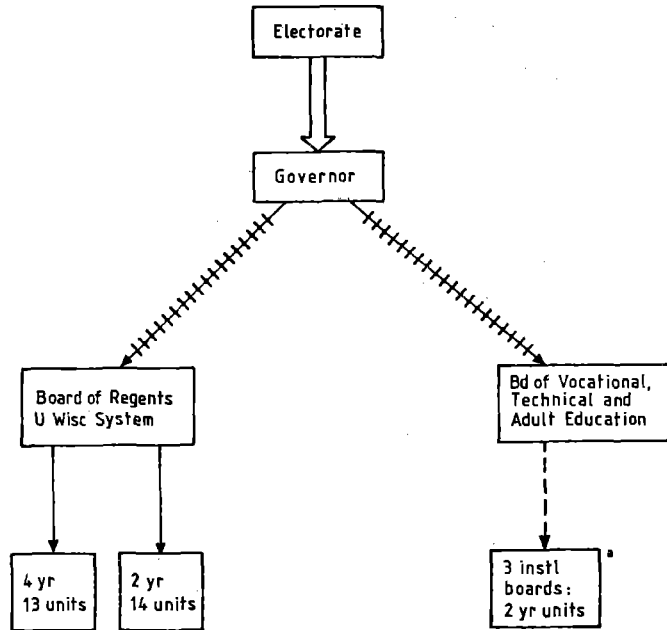 Electorate
Governor
Board of Regents
U Wisc System
Bd of Vocational,
Technical and
Adult Education
4 yr
13 units
2 yr
14 units
3 instl
boards:
2 yr units
a